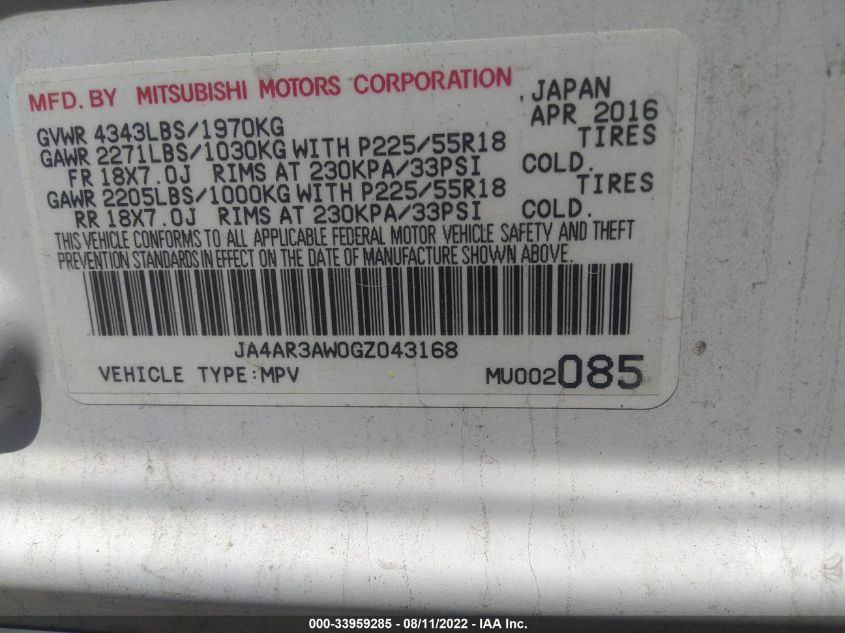 MFD. BY MITSUBISHI MOTORS CORPORATION . JAPAN
GVWR 4343LBS/1970KG APR 2016
GAWR 2271LBS/1030KG WITH P225/55R18 TIRES
FR 18X7.0J RIMS AT 230KPA/33PSI COLD.
GAWR 2205LBS/1000KG WITH P225/55R18 TIRES
RR 18X7.0J RIMS AT 230KPA/33PSI COLD.
THIS VEHICLE CONFORMS TO ALL APPLICABLE FEDERAL MOTOR VEHICLE SAFETY AND THEFT
PREVENTION STANDARDS IN EFFECT ON THE DATE OF MANUFACTURE SHOWN ABOVE.
JA4AR3AW0GZ043168
VEHICLE TYPE:MPV MU002085
000-33959285 - 08/11/2022 - IAA Inc.